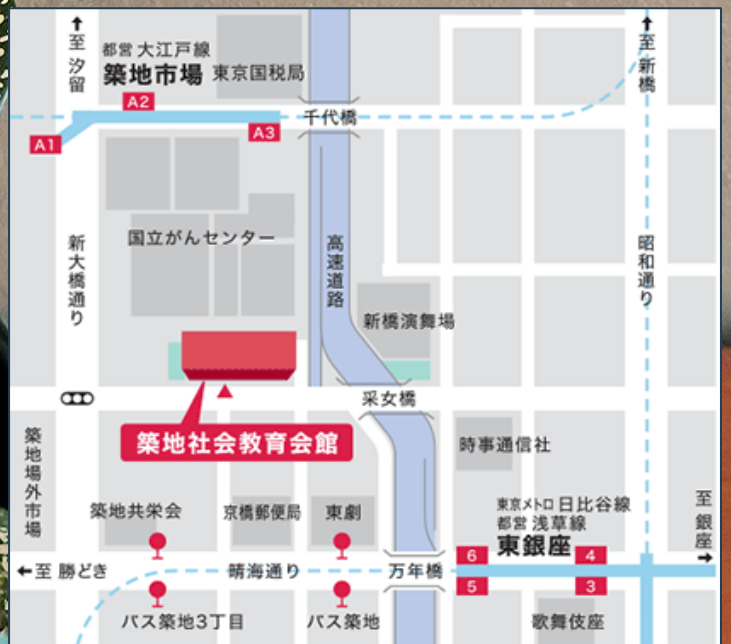 至 汐留
都営 大江戸線
築地市場
東京国税局
至 新橋
A2
A1
A3
千代橋
国立がんセンター
新大橋通り
高速道路
昭和通り
新橋演舞場
采女橋
築地社会教育会館
築地場外市場
時事通信社
築地共栄会
京橋郵便局
東劇
東京メトロ 日比谷線
都営 浅草線
東銀座
至 銀座
至 勝どき
晴海通り
万年橋
6
4
5
3
バス築地3丁目
バス築地
歌舞伎座